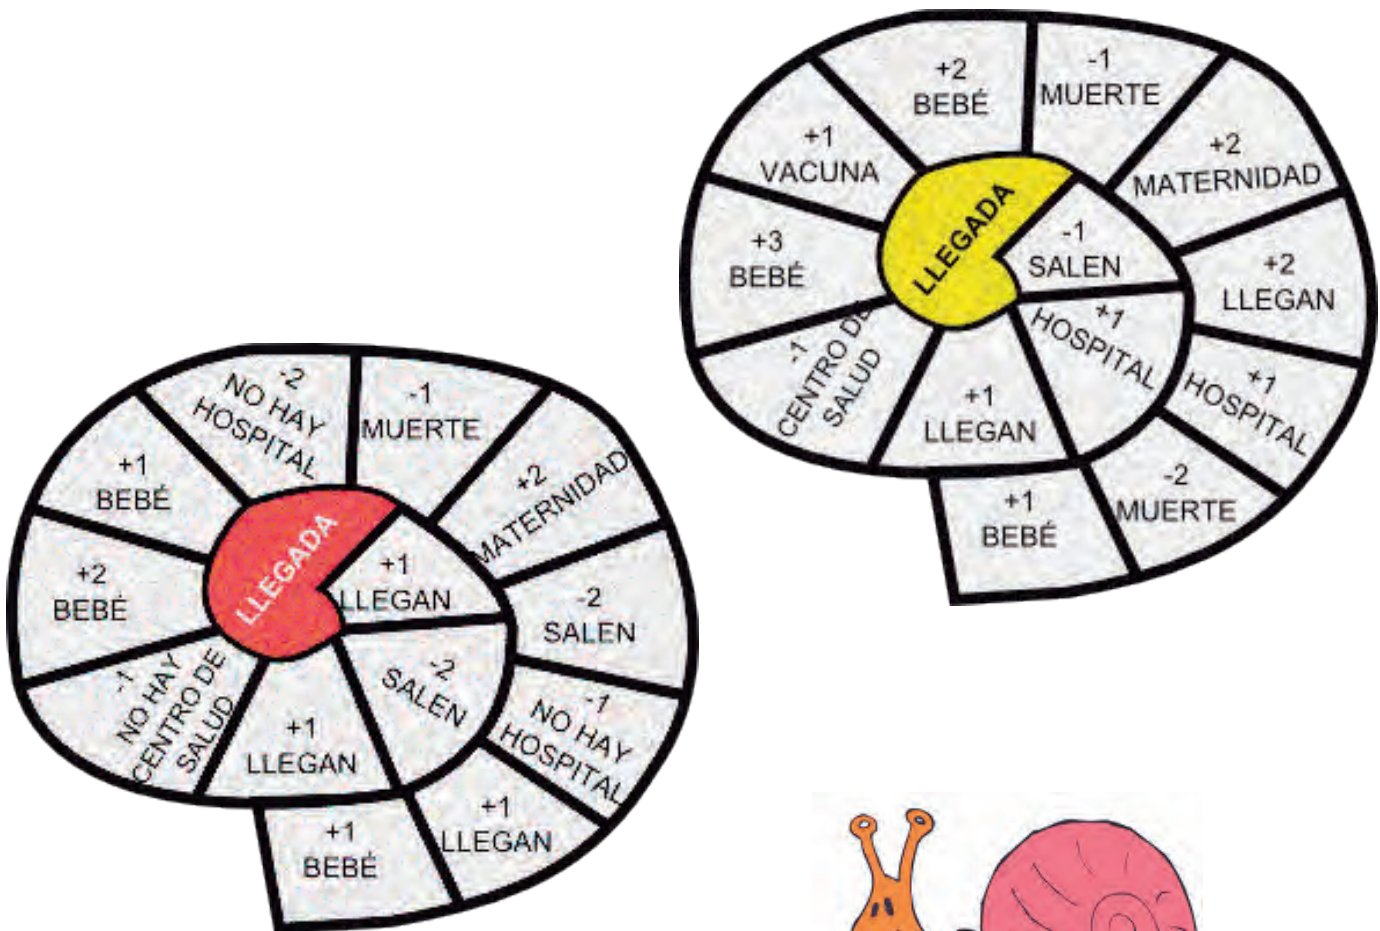 +1
BEBÉ
+1
LLEGAN
-1
NO HAY
HOSPITAL
-2
SALEN
+2
MATERNIDAD
-1
MUERTE
-2
NO HAY
HOSPITAL
+1
BEBÉ
+2
BEBÉ
-1
NO HAY
CENTRO DE
SALUD
+1
LLEGAN
-2
SALEN
+1
LLEGAN
LLEGADA
+1
BEBÉ
-2
MUERTE
+1
HOSPITAL
+2
LLEGAN
+2
MATERNIDAD
-1
MUERTE
+2
BEBÉ
+1
VACUNA
+3
BEBÉ
-1
CENTRO DE
SALUD
+1
LLEGAN
+1
HOSPITAL
-1
SALEN
LLEGADA